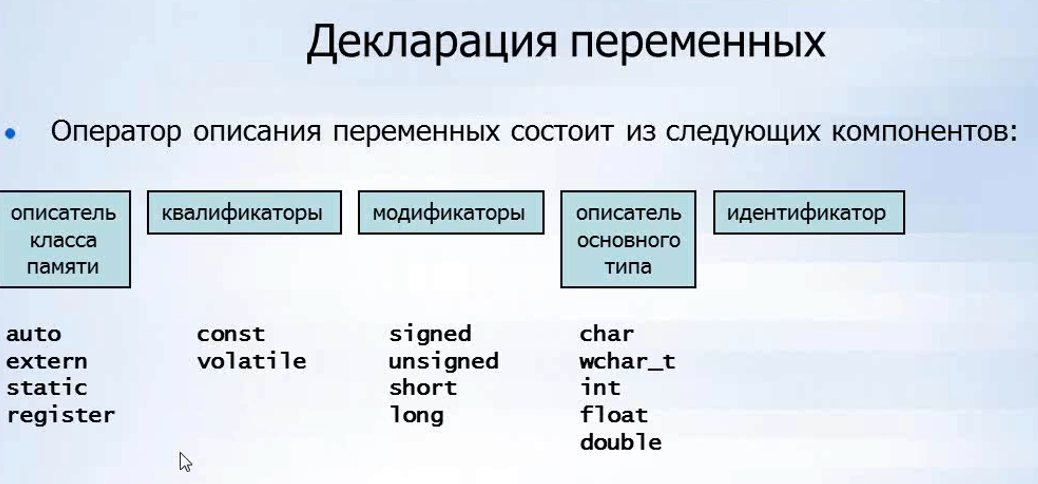 Декларация переменных
• Оператор описания переменных состоит из следующих компонентов:
описатель класса памяти
квалификаторы
модификаторы
описатель основного типа
идентификатор
auto
extern
static
register
const
volatile
signed
unsigned
short
long
char
wchar_t
int
float
double